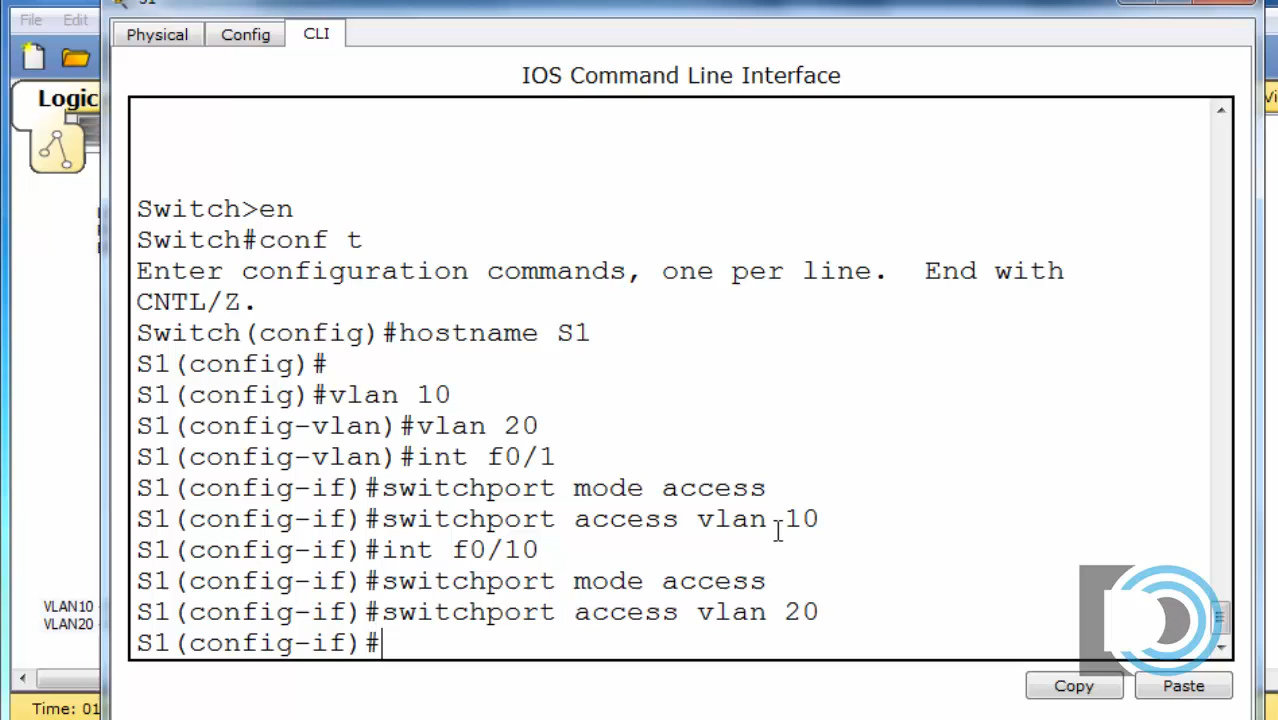 S1
File Edit
Physical Config CLI
IOS Command Line Interface
Logic
Switch>en
Switch#conf t
Enter configuration commands, one per line.  End with
CNTL/Z.
Switch(config)#hostname S1
S1(config)#
S1(config)#vlan 10
S1(config-vlan)#vlan 20
S1(config-vlan)#int f0/1
S1(config-if)#switchport mode access
S1(config-if)#switchport access vlan 10
S1(config-if)#int f0/10
S1(config-if)#switchport mode access
S1(config-if)#switchport access vlan 20
S1(config-if)#
VLAN10 -
VLAN20 -
Copy Paste
Time: 01